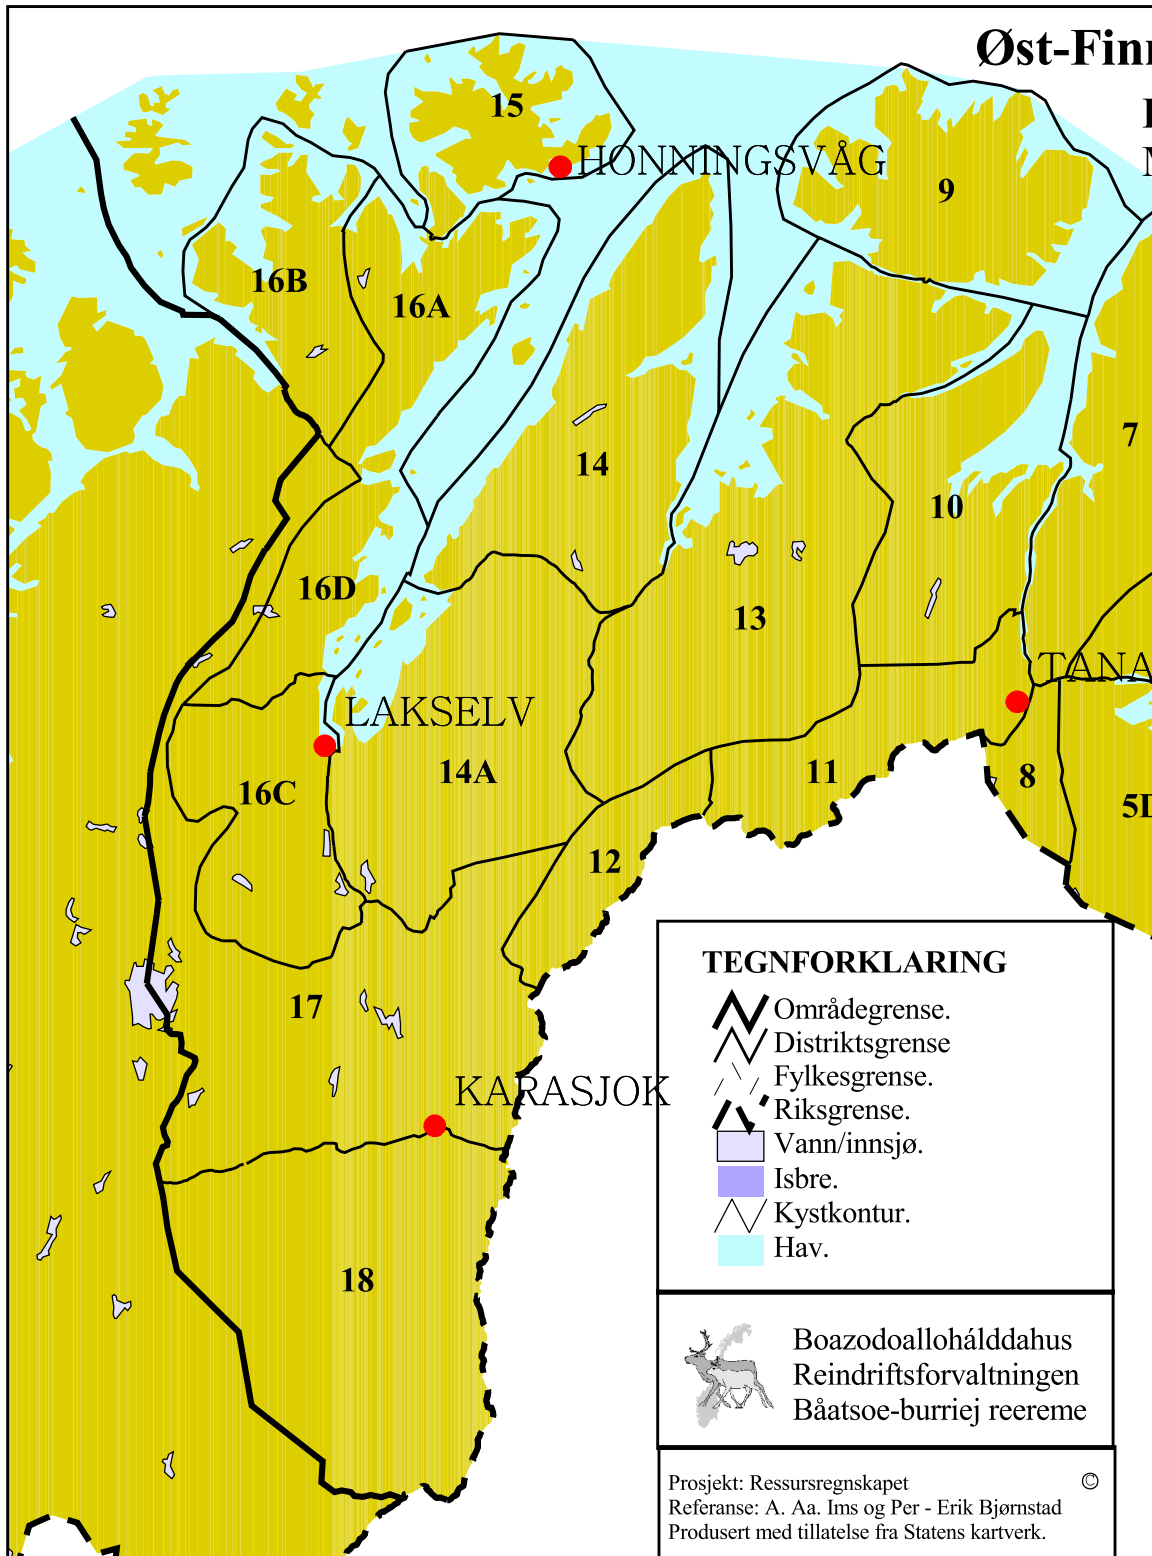 Øst-Finn
15
HONNINGSVÅG
9
16B
16A
7
14
10
16D
13
TANA
LAKSELV
14A
11
8
16C
5D
12
17
KARASJOK
18
TEGNFORKLARING
Områdegrense.
Distriktsgrense
Fylkesgrense.
Riksgrense.
Vann/innsjø.
Isbre.
Kystkontur.
Hav.
Boazodoallohálddahus
Reindriftsforvaltningen
Båatsoe-burriej reereme
Prosjekt: Ressursregnskapet ©
Referanse: A. Aa. Ims og Per - Erik Bjørnstad
Produsert med tillatelse fra Statens kartverk.